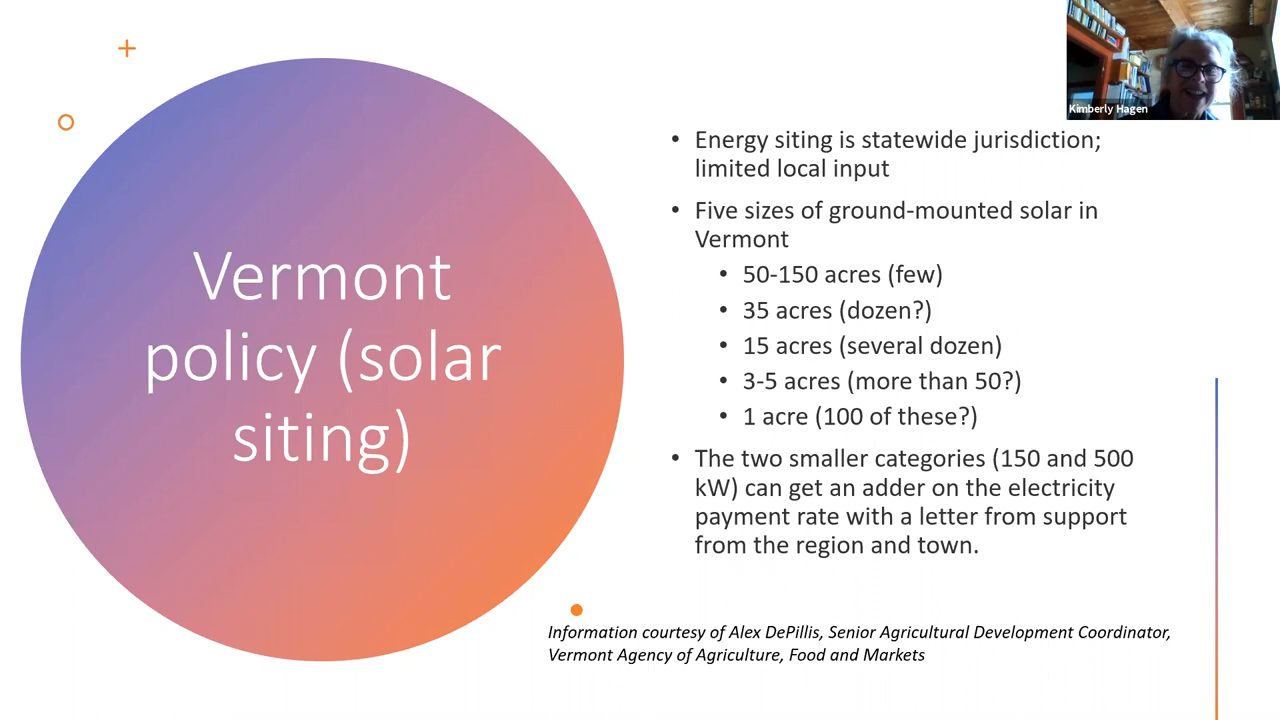 Kimberly Hagen
Vermont
policy (solar
siting)
• Energy siting is statewide jurisdiction;
limited local input
• Five sizes of ground-mounted solar in
Vermont
• 50-150 acres (few)
• 35 acres (dozen?)
• 15 acres (several dozen)
• 3-5 acres (more than 50?)
• 1 acre (100 of these?)
• The two smaller categories (150 and 500
kW) can get an adder on the electricity
payment rate with a letter from support
from the region and town.
Information courtesy of Alex DePillis, Senior Agricultural Development Coordinator,
Vermont Agency of Agriculture, Food and Markets